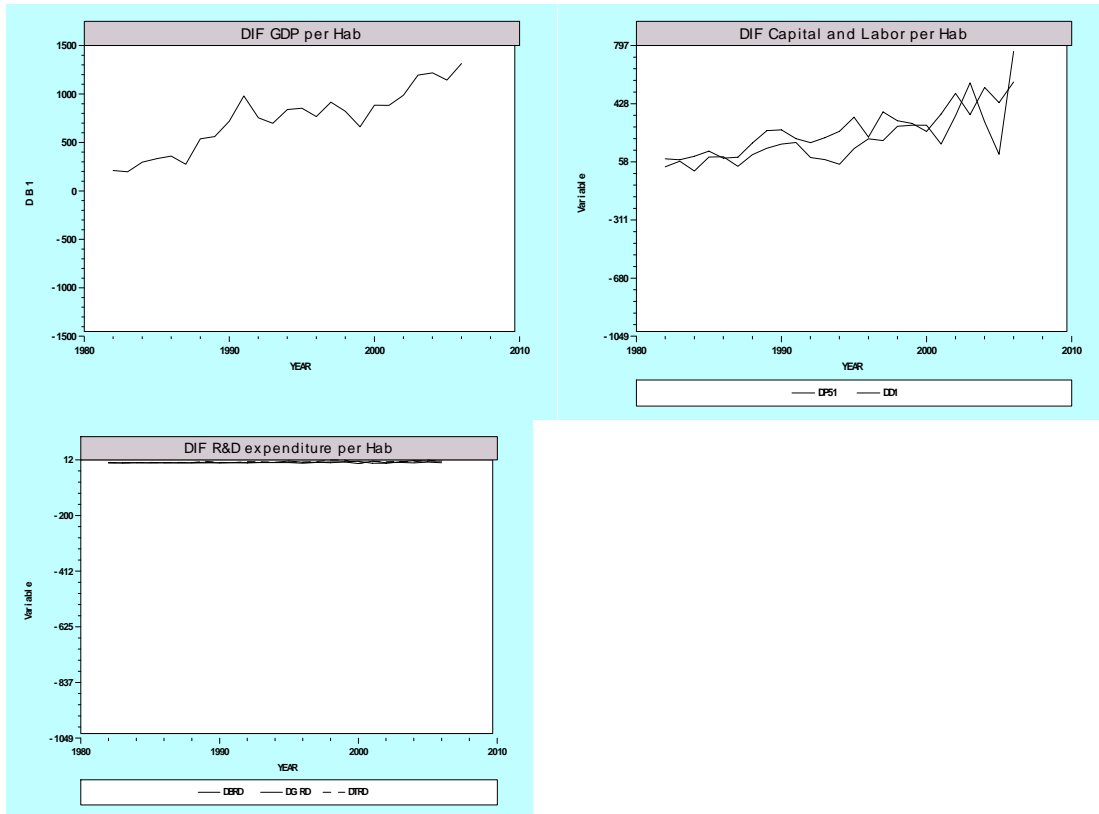 DIF GDP per Hab
1500
1000
500
0
-500
-1000
-1500
DB1
1980 1990 2000 2010
YEAR
DIF Capital and Labor per Hab
797
428
58
-311
-680
-1049
Variable
1980 1990 2000 2010
YEAR
DP51 DD1
DIF R&D expenditure per Hab
12
-200
-412
-625
-837
-1049
Variable
1980 1990 2000 2010
YEAR
DBRD DGRD DTRD